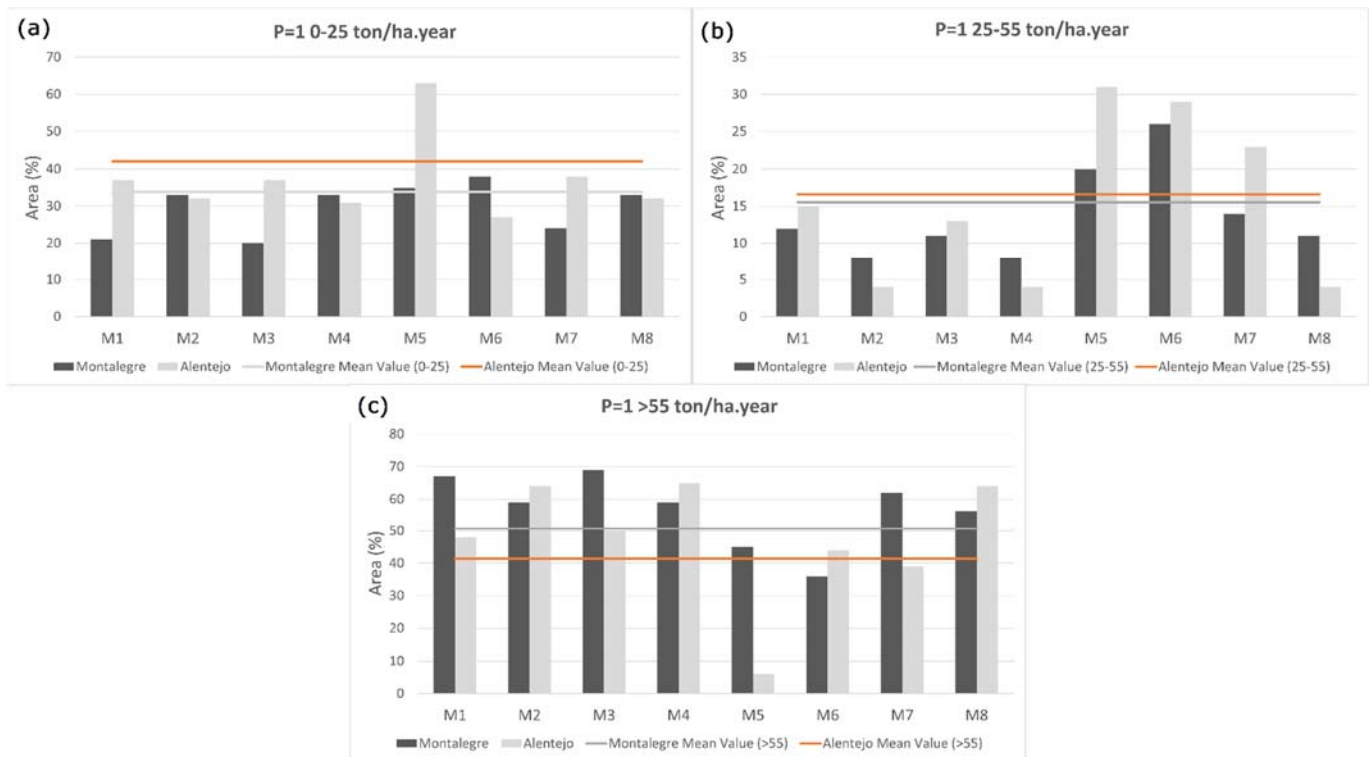 (a)
P=1 0-25 ton/ha.year
70
60
50
40
30
20
10
0
Area (%)
M1 M2 M3 M4 M5 M6 M7 M8
Montalegre Alentejo Montalegre Mean Value (0-25) Alentejo Mean Value (0-25)
(b)
P=1 25-55 ton/ha.year
35
30
25
20
15
10
5
0
Area (%)
M1 M2 M3 M4 M5 M6 M7 M8
Montalegre Alentejo Montalegre Mean Value (25-55) Alentejo Mean Value (25-55)
(c)
P=1 >55 ton/ha.year
80
70
60
50
40
30
20
10
0
Area (%)
M1 M2 M3 M4 M5 M6 M7 M8
Montalegre Alentejo Montalegre Mean Value (>55) Alentejo Mean Value (>55)